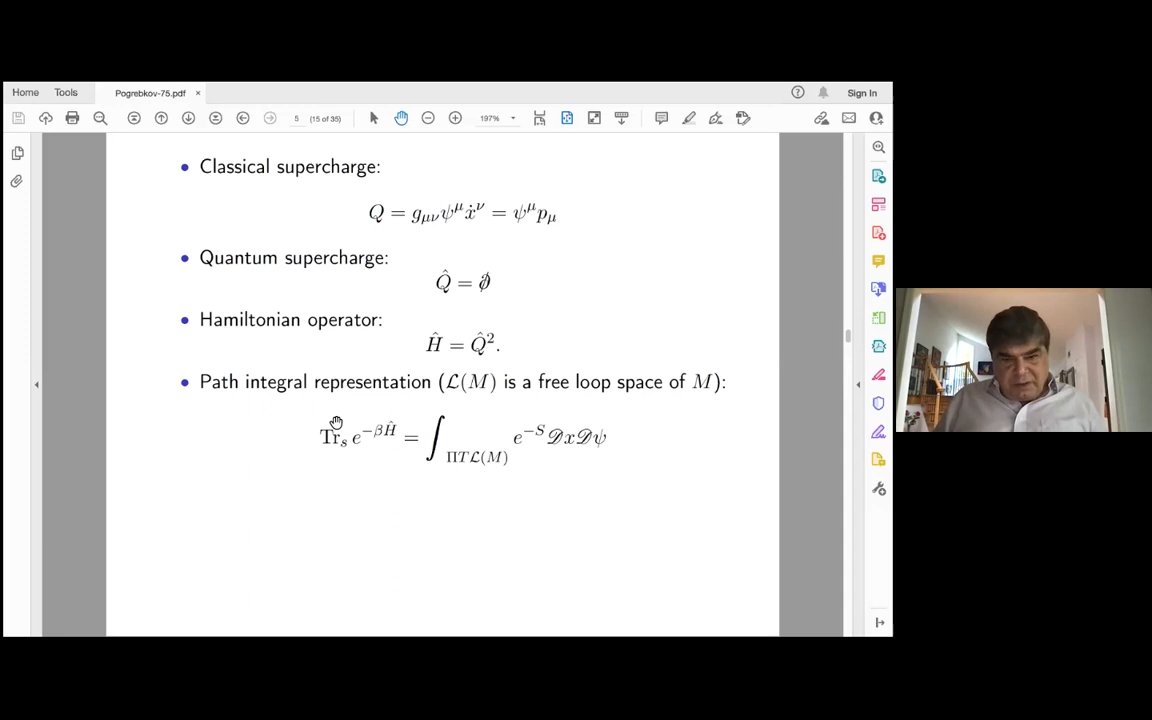 Home Tools Pogrebkov-75.pdf × Sign In
5 (15 of 35) 197%
• Classical supercharge:
Q = g_{μν}ψ^μ ẋ^ν = ψ^μ p_μ
• Quantum supercharge:
Q̂ = ∂̸
• Hamiltonian operator:
Ĥ = Q̂².
• Path integral representation (ℒ(M) is a free loop space of M):
Tr_s e^{−βĤ} = ∫_{ΠTℒ(M)} e^{−S} 𝒟x𝒟ψ